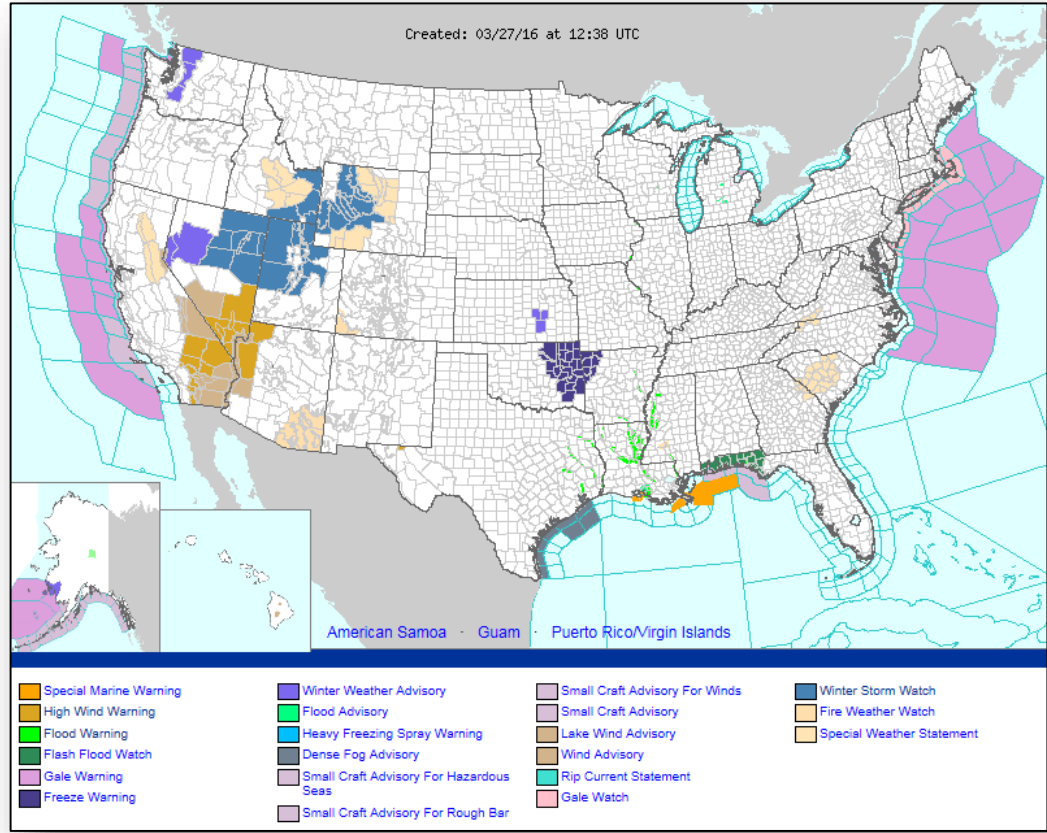 Created: 03/27/16 at 12:38 UTC
American Samoa · Guam · Puerto Rico/Virgin Islands
Special Marine Warning
High Wind Warning
Flood Warning
Flash Flood Watch
Gale Warning
Freeze Warning
Winter Weather Advisory
Flood Advisory
Heavy Freezing Spray Warning
Dense Fog Advisory
Small Craft Advisory For Hazardous
Seas
Small Craft Advisory For Rough Bar
Small Craft Advisory For Winds
Small Craft Advisory
Lake Wind Advisory
Wind Advisory
Rip Current Statement
Gale Watch
Winter Storm Watch
Fire Weather Watch
Special Weather Statement